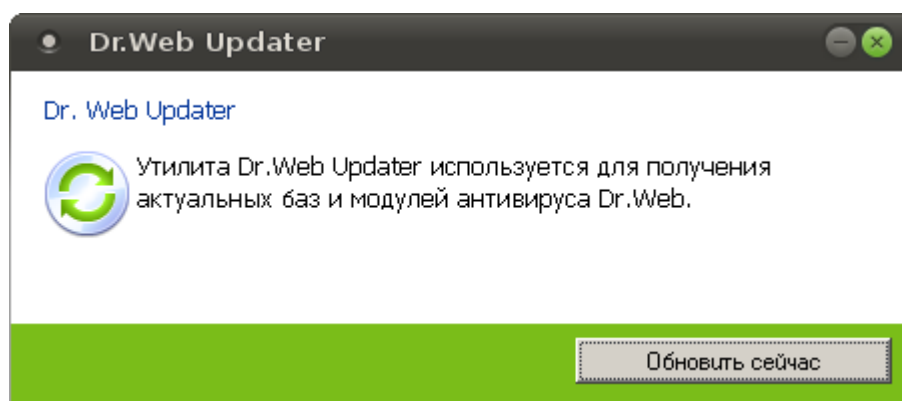 Dr.Web Updater
Dr. Web Updater
Утилита Dr.Web Updater используется для получения
актуальных баз и модулей антивируса Dr.Web.
Обновить сейчас